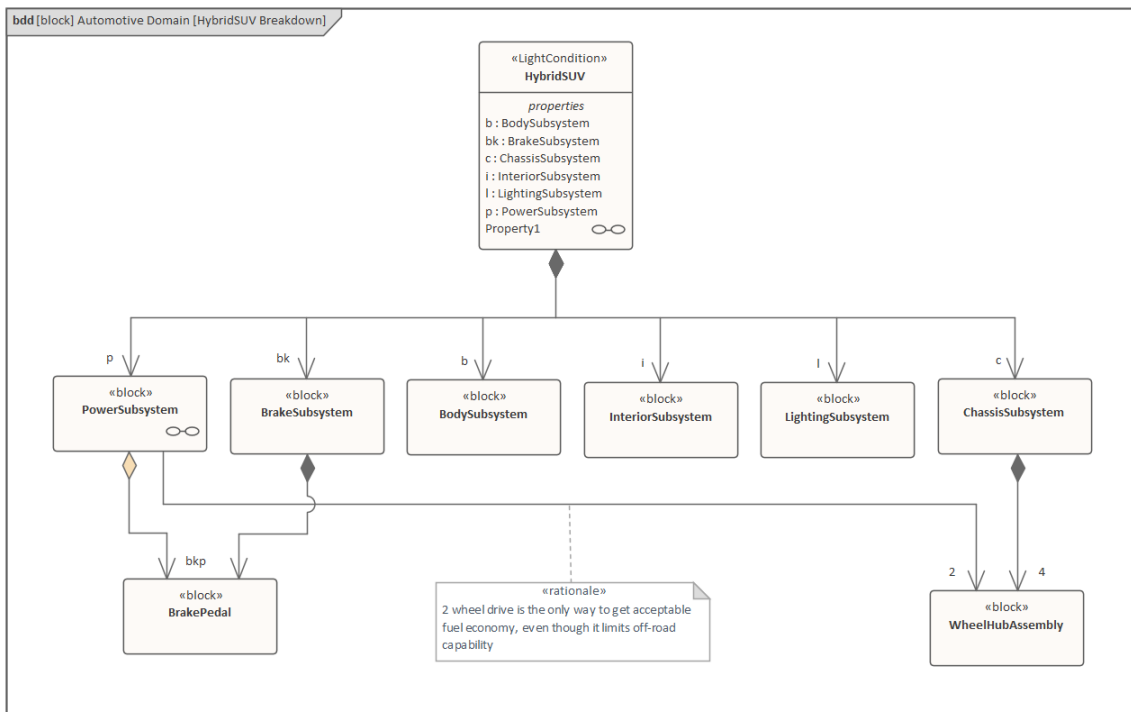 bdd [block] Automotive Domain [HybridSUV Breakdown]
«LightCondition»
HybridSUV
properties
b : BodySubsystem
bk : BrakeSubsystem
c : ChassisSubsystem
i : InteriorSubsystem
l : LightingSubsystem
p : PowerSubsystem
Property1
p
bk
b
i
l
c
«block»
PowerSubsystem
«block»
BrakeSubsystem
«block»
BodySubsystem
«block»
InteriorSubsystem
«block»
LightingSubsystem
«block»
ChassisSubsystem
bkp
2
4
«block»
BrakePedal
«rationale»
2 wheel drive is the only way to get acceptable
fuel economy, even though it limits off-road
capability
«block»
WheelHubAssembly